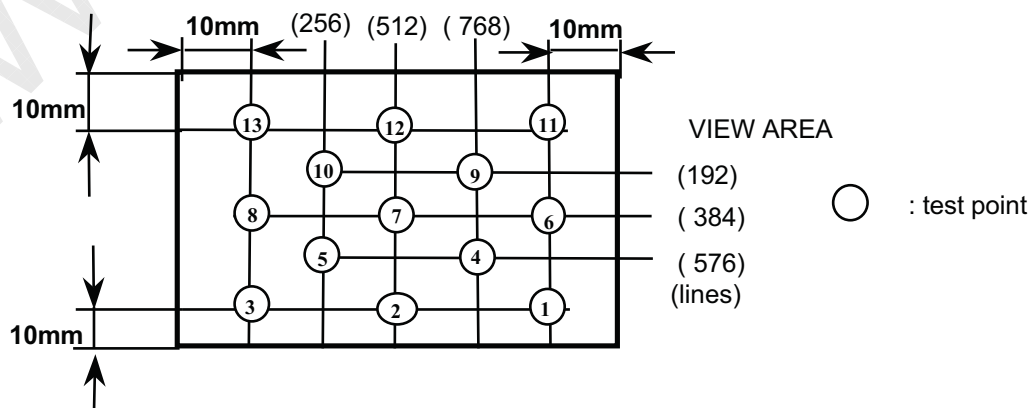 10mm (256) (512) ( 768) 10mm
10mm
13 12 11
VIEW AREA
10 9 (192)
8 7 6 ( 384)
: test point
5 4 ( 576)
(lines)
3 2 1
10mm